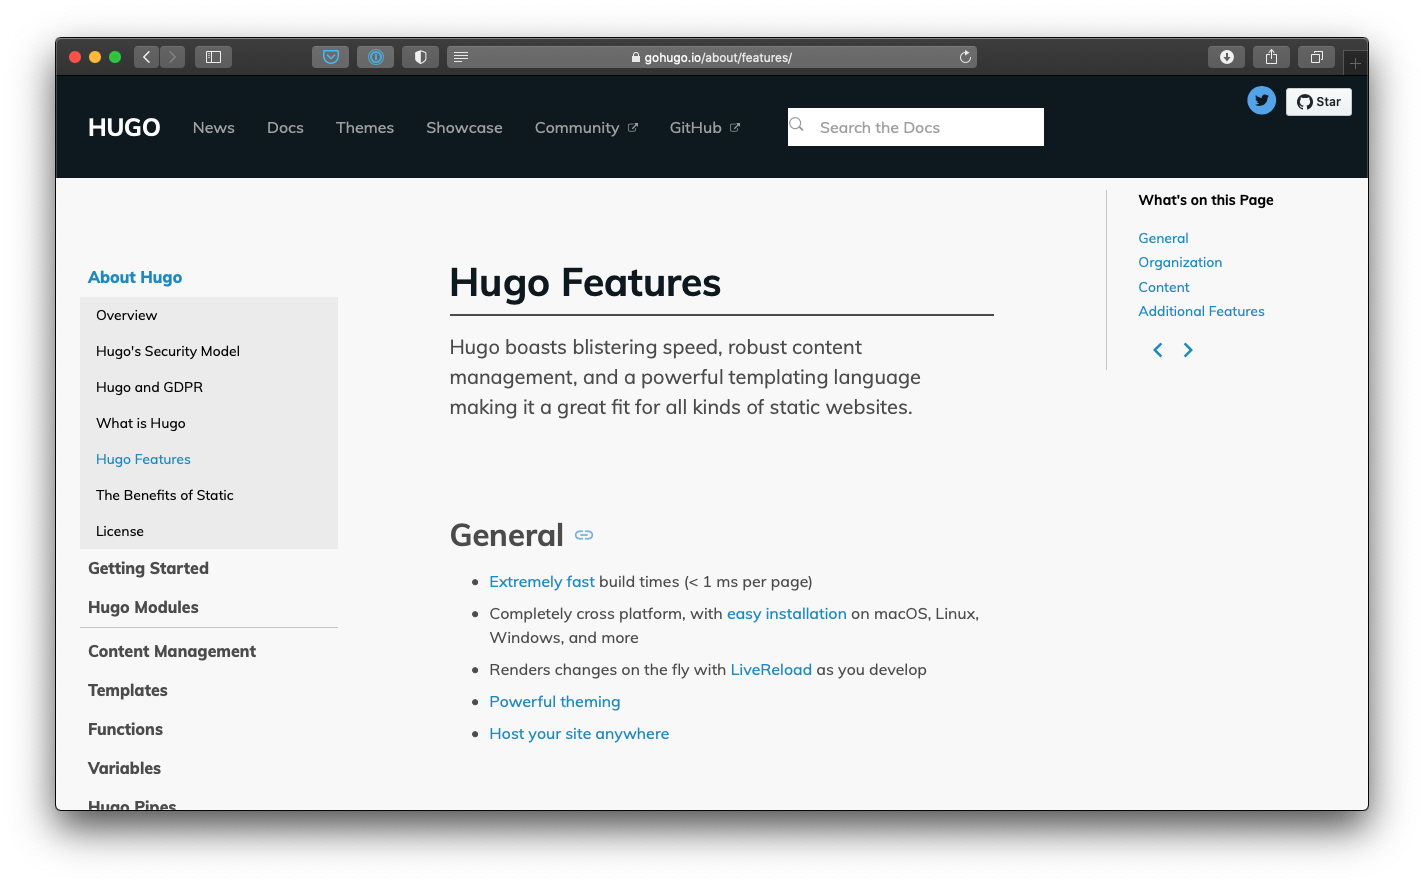 gohugo.io/about/features/
HUGO
News
Docs
Themes
Showcase
Community
GitHub
Search the Docs
Star
About Hugo
Overview
Hugo's Security Model
Hugo and GDPR
What is Hugo
Hugo Features
The Benefits of Static
License
Getting Started
Hugo Modules
Content Management
Templates
Functions
Variables
Hugo Pipes
Hugo Features
Hugo boasts blistering speed, robust content
management, and a powerful templating language
making it a great fit for all kinds of static websites.
General
• Extremely fast build times (< 1 ms per page)
• Completely cross platform, with easy installation on macOS, Linux,
Windows, and more
• Renders changes on the fly with LiveReload as you develop
• Powerful theming
• Host your site anywhere
What's on this Page
General
Organization
Content
Additional Features